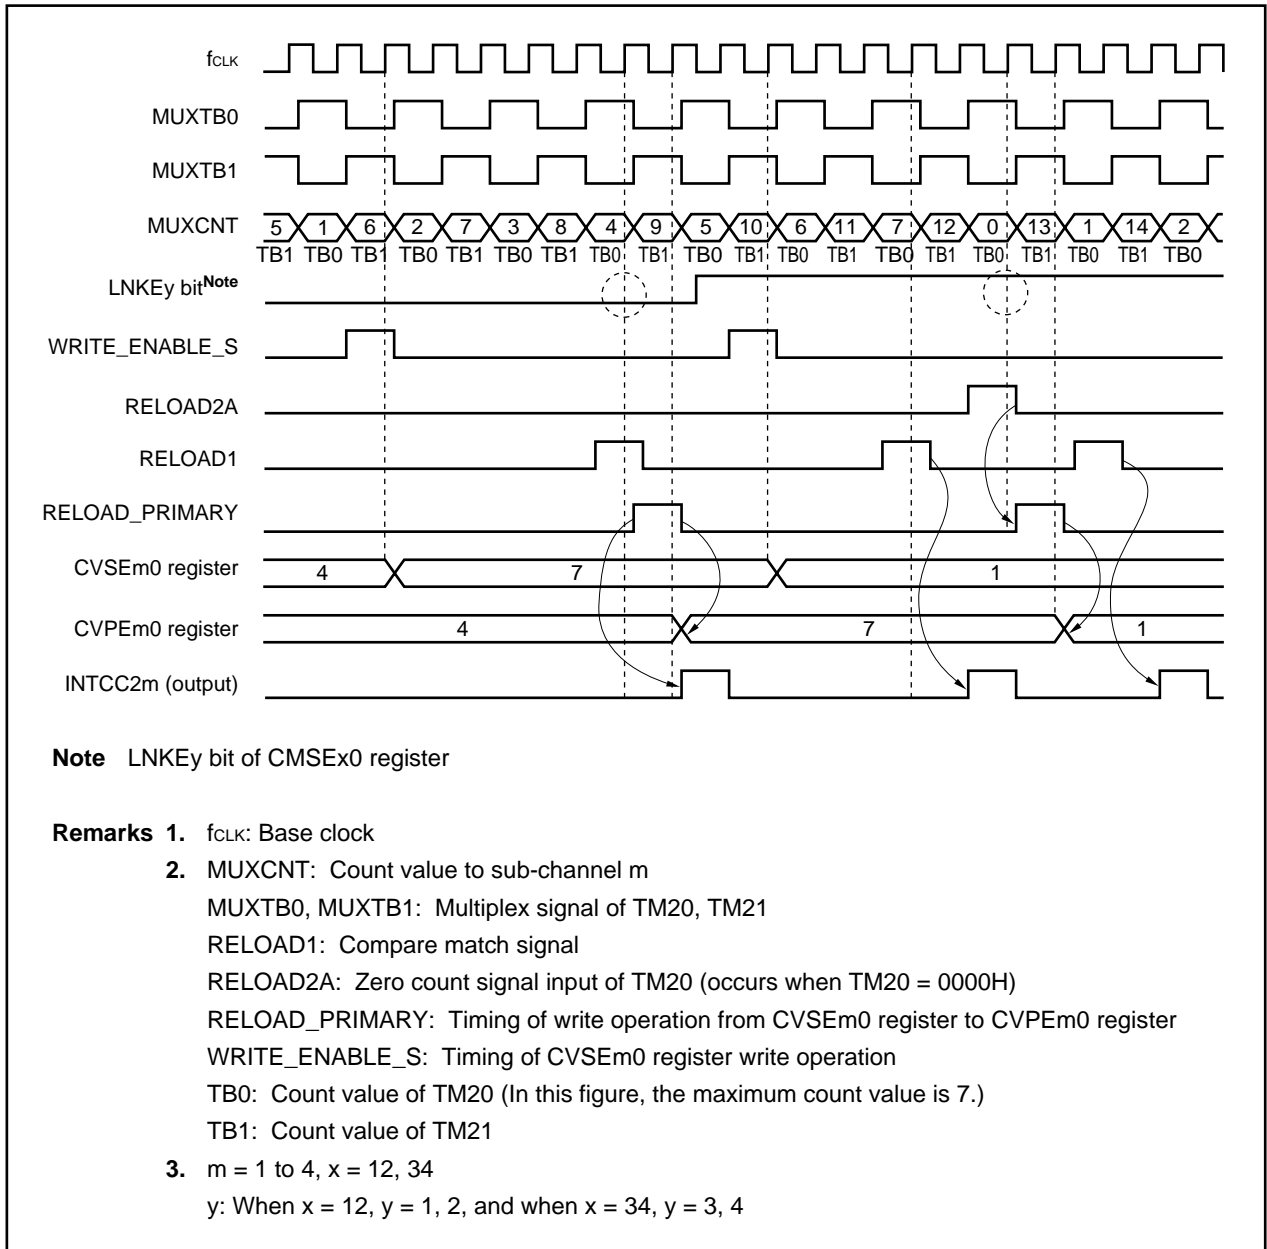 fCLK
MUXTB0
MUXTB1
MUXCNT 5 1 6 2 7 3 8 4 9 5 10 6 11 7 12 0 13 1 14 2
TB1 TB0 TB1 TB0 TB1 TB0 TB1 TB0 TB1 TB0 TB1 TB0 TB1 TB0 TB1 TB0 TB1 TB0 TB1 TB0
LNKEy bitNote
WRITE_ENABLE_S
RELOAD2A
RELOAD1
RELOAD_PRIMARY
CVSEm0 register 4 7 1
CVPEm0 register 4 7 1
INTCC2m (output)
Note LNKEy bit of CMSEx0 register
Remarks 1. fCLK: Base clock
2. MUXCNT: Count value to sub-channel m
MUXTB0, MUXTB1: Multiplex signal of TM20, TM21
RELOAD1: Compare match signal
RELOAD2A: Zero count signal input of TM20 (occurs when TM20 = 0000H)
RELOAD_PRIMARY: Timing of write operation from CVSEm0 register to CVPEm0 register
WRITE_ENABLE_S: Timing of CVSEm0 register write operation
TB0: Count value of TM20 (In this figure, the maximum count value is 7.)
TB1: Count value of TM21
3. m = 1 to 4, x = 12, 34
y: When x = 12, y = 1, 2, and when x = 34, y = 3, 4